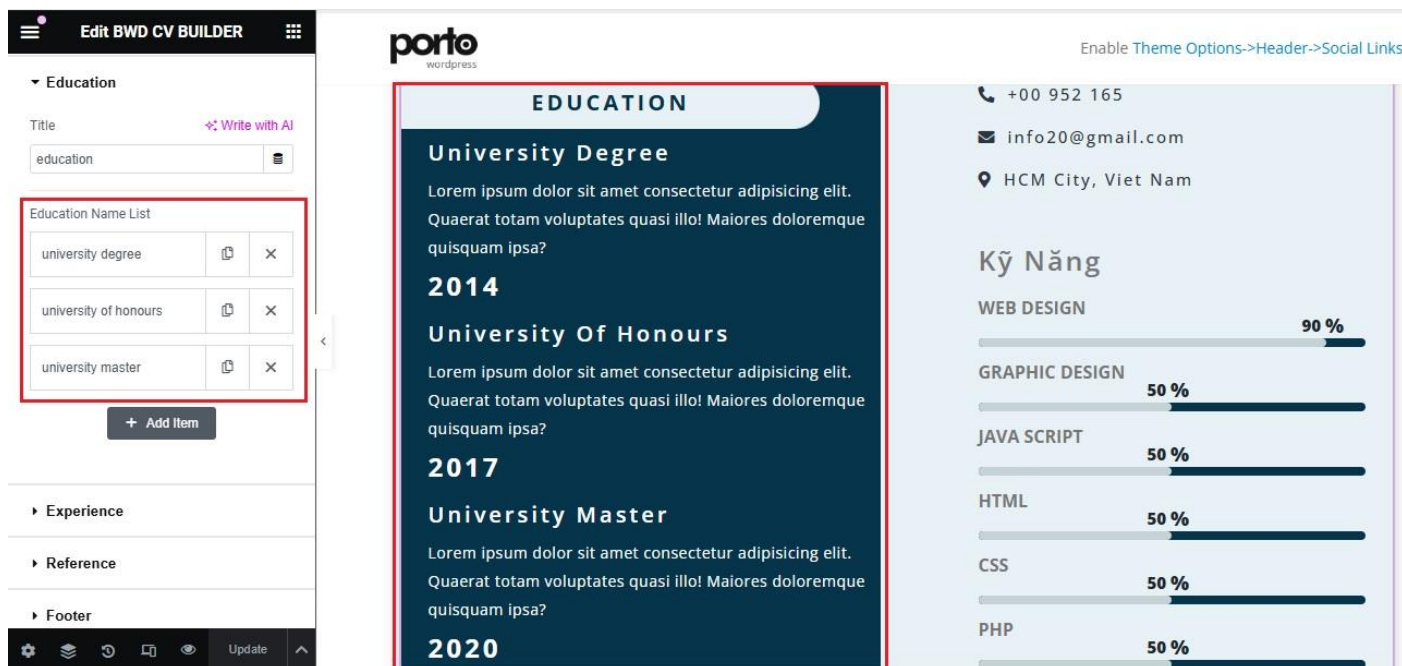 Edit BWD CV BUILDER
Education
Title
Write with AI
education
Education Name List
university degree
university of honours
university master
+ Add Item
Experience
Reference
Footer
Update
porto
wordpress
Enable Theme Options->Header->Social Links
EDUCATION
University Degree
Lorem ipsum dolor sit amet consectetur adipisicing elit.
Quaerat totam voluptates quasi illo! Maiores doloremque
quisquam ipsa?
2014
University Of Honours
Lorem ipsum dolor sit amet consectetur adipisicing elit.
Quaerat totam voluptates quasi illo! Maiores doloremque
quisquam ipsa?
2017
University Master
Lorem ipsum dolor sit amet consectetur adipisicing elit.
Quaerat totam voluptates quasi illo! Maiores doloremque
quisquam ipsa?
2020
+00 952 165
info20@gmail.com
HCM City, Viet Nam
Kỹ Năng
WEB DESIGN
90 %
GRAPHIC DESIGN
50 %
JAVA SCRIPT
50 %
HTML
50 %
CSS
50 %
PHP
50 %